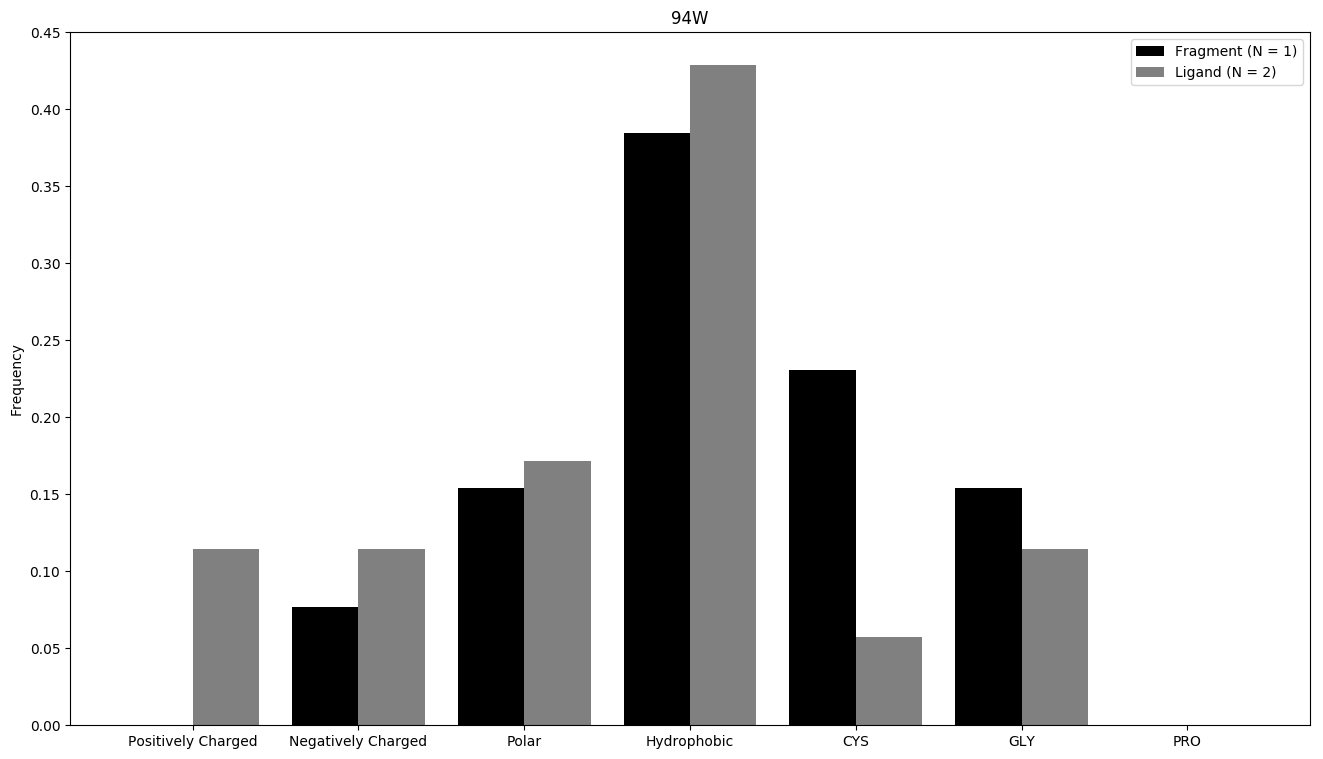 94W
Fragment (N = 1)
Ligand (N = 2)
Frequency
0.45
0.40
0.35
0.30
0.25
0.20
0.15
0.10
0.05
0.00
Positively Charged
Negatively Charged
Polar
Hydrophobic
CYS
GLY
PRO